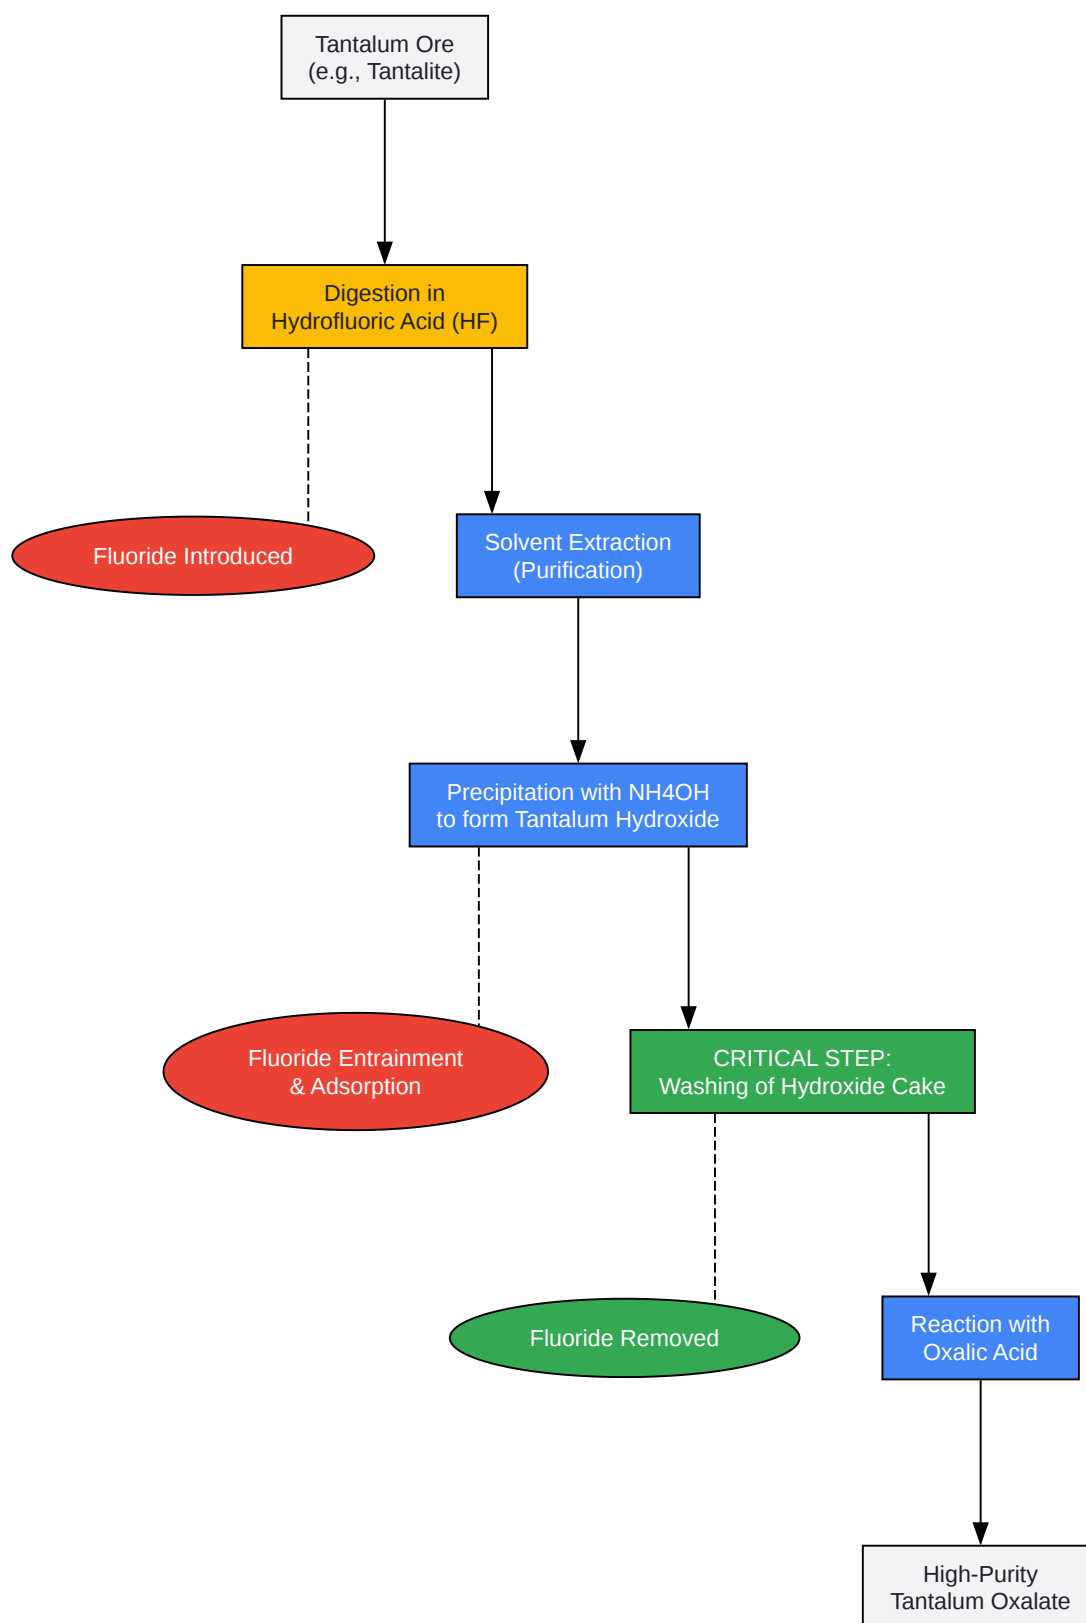 Tantalum Ore
(e.g., Tantalite)
Digestion in
Hydrofluoric Acid (HF)
Fluoride Introduced
Solvent Extraction
(Purification)
Precipitation with NH4OH
to form Tantalum Hydroxide
Fluoride Entrainment
& Adsorption
CRITICAL STEP:
Washing of Hydroxide Cake
Fluoride Removed
Reaction with
Oxalic Acid
High-Purity
Tantalum Oxalate